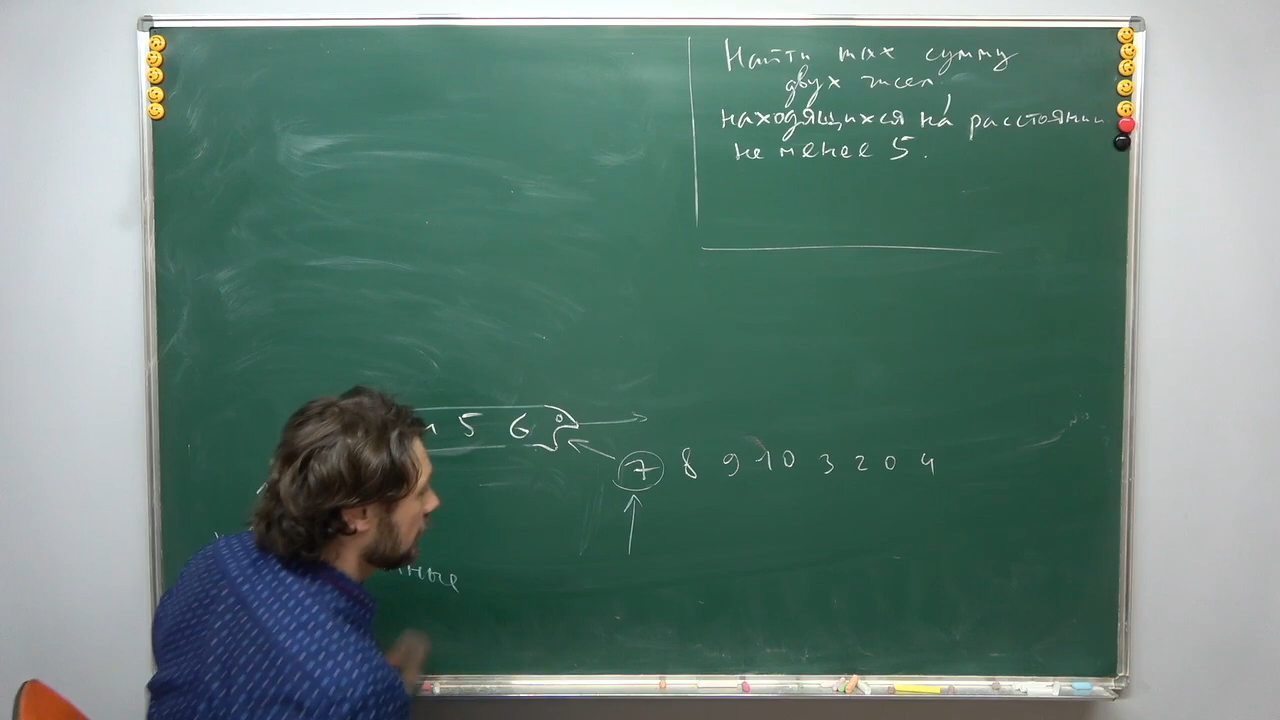 Найти max сумму
двух чисел,
находящихся на расстоянии
не менее 5.
5 6
7 8 9 10 3 2 0 4
нные